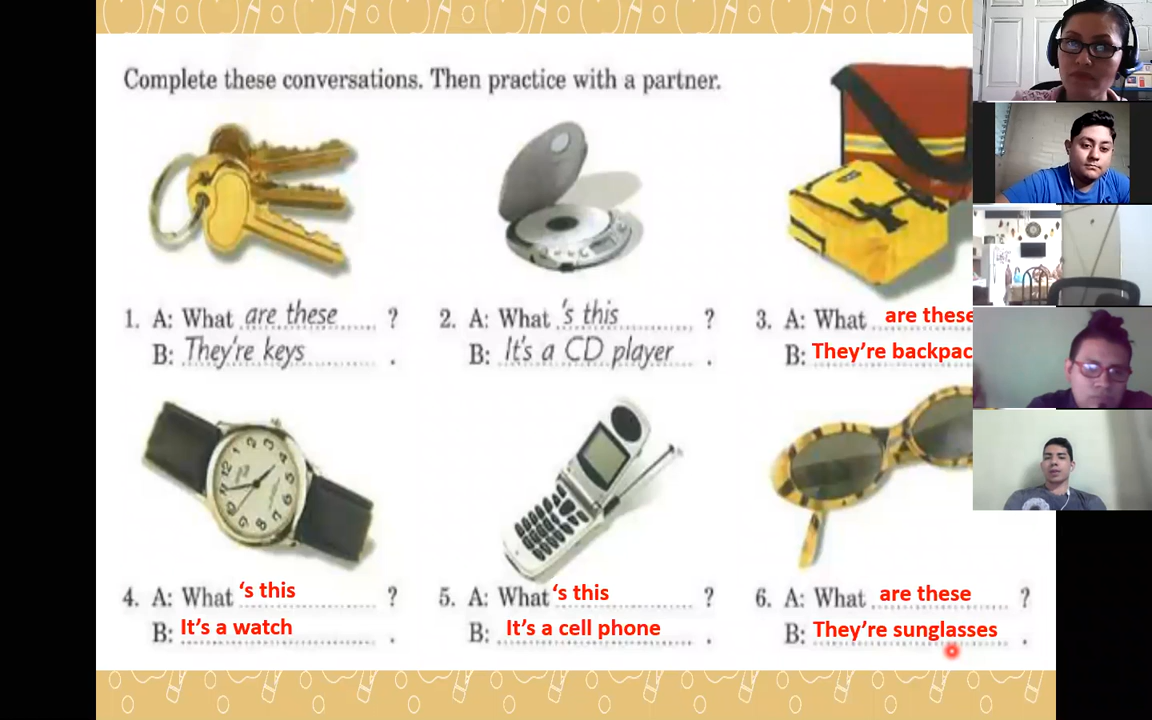 Complete these conversations. Then practice with a partner.
1. A: What are these ?
B: They're keys .
2. A: What 's this ?
B: It's a CD player .
3. A: What are these
B: They're
4. A: What 's this ?
B: It's a watch .
5. A: What 's this ?
B: It's a cell phone .
6. A: What are these ?
B: They're sunglasses .